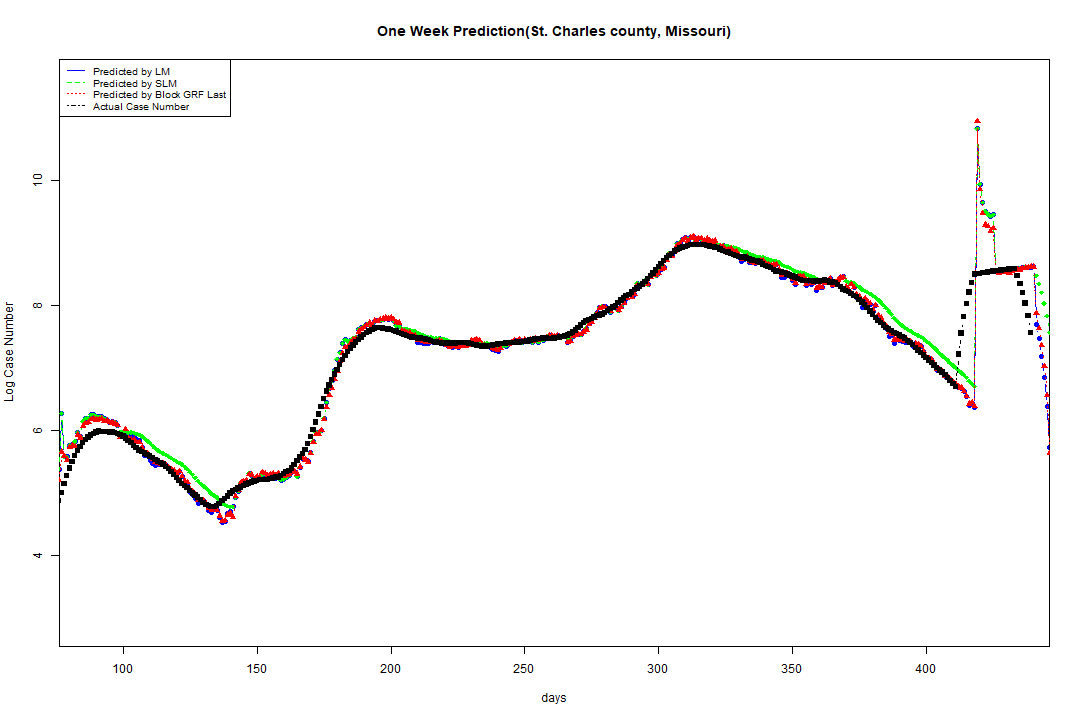 One Week Prediction(St. Charles county, Missouri)
Predicted by LM
Predicted by SLM
Predicted by Block GRF Last
Actual Case Number
10
8
6
4
Log Case Number
100 150 200 250 300 350 400
days